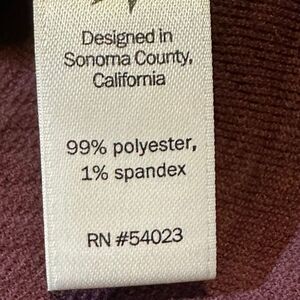 Designed in
Sonoma County,
California
99% polyester,
1% spandex
RN #54023